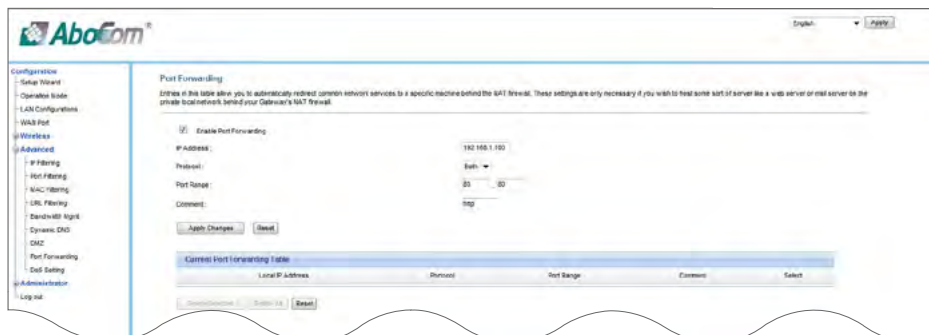 AboCom®
English
Apply
Configuration
Setup Wizard
Operation Mode
LAN Configurations
WAN Port
Wireless
Advanced
IP Filtering
Port Filtering
MAC Filtering
URL Filtering
Bandwidth Mgmt
Dynamic DNS
DMZ
Port Forwarding
DoS Setting
Administrator
Log out
Port Forwarding
Entries in this table allow you to automatically redirect common network services to a specific machine behind the NAT firewall. These settings are only necessary if you wish to host some sort of server like a web server or mail server on the
private local network behind your Gateway's NAT firewall.
Enable Port Forwarding
IP Address :
192.168.1.100
Protocol :
Both
Port Range :
80 - 80
Comment :
http
Apply Changes
Reset
Current Port Forwarding Table
Local IP Address Protocol Port Range Comment Select
Reset